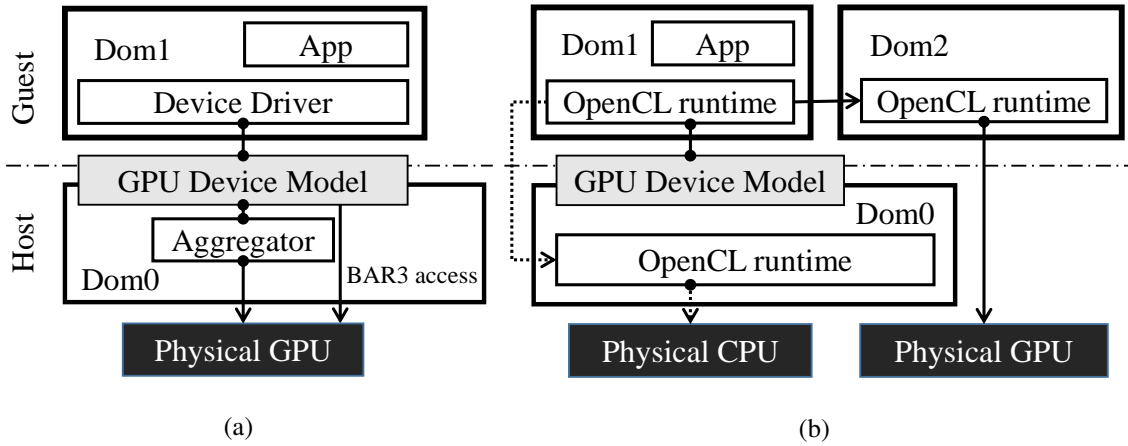 Guest
Host
Dom1
App
Device Driver
GPU Device Model
Aggregator
Dom0
BAR3 access
Physical GPU
(a)
Dom1
App
OpenCL runtime
Dom2
OpenCL runtime
GPU Device Model
Dom0
OpenCL runtime
Physical CPU
Physical GPU
(b)